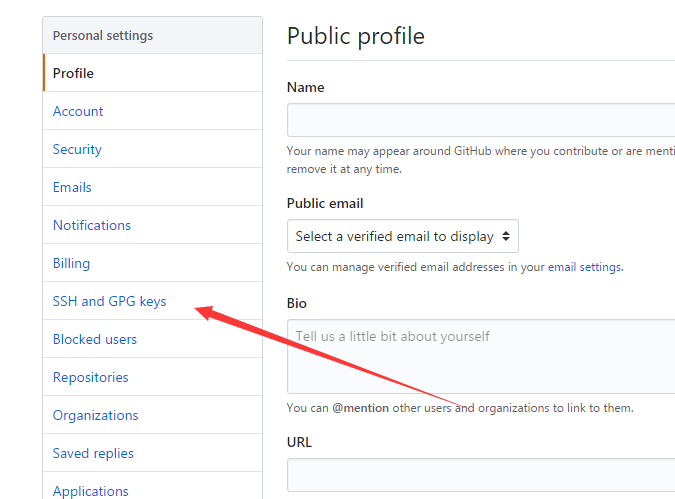 Personal settings
Profile
Account
Security
Emails
Notifications
Billing
SSH and GPG keys
Blocked users
Repositories
Organizations
Saved replies
Applications
Public profile
Name
Your name may appear around GitHub where you contribute or are menti
remove it at any time.
Public email
Select a verified email to display
You can manage verified email addresses in your email settings.
Bio
Tell us a little bit about yourself
You can @mention other users and organizations to link to them.
URL